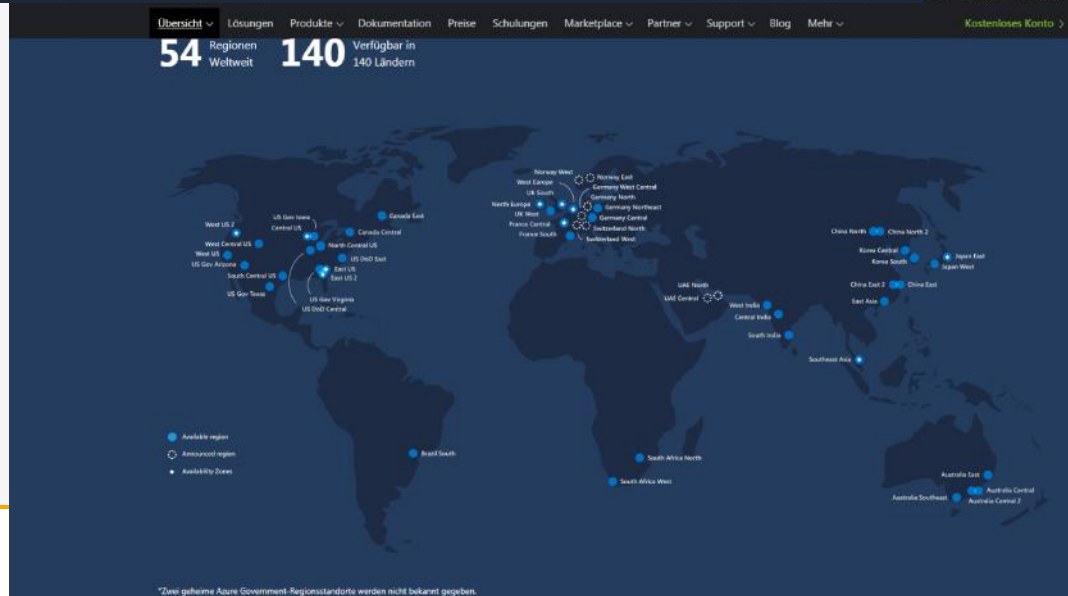 Übersicht Lösungen Produkte Dokumentation Preise Schulungen Marketplace Partner Support Blog Mehr Kostenloses Konto >
54 Regionen Weltweit
140 Verfügbar in 140 Ländern
Norway West
Norway East
West Europe
Germany West Central
UK South
Germany North
North Europe
Germany Northeast
UK West
Germany Central
France Central
Switzerland North
France South
Switzerland West
Canada East
US Gov Iowa
West US 2
Central US
Canada Central
West Central US
North Central US
West US
US DoD East
US Gov Arizona
East US
South Central US
East US 2
US Gov Texas
US Gov Virginia
US DoD Central
China North
China North 2
Korea Central
Korea South
Japan East
Japan West
UAE North
UAE Central
China East 2
China East
West India
East Asia
Central India
South India
Southeast Asia
Available region
Announced region
Availability Zones
Brazil South
South Africa North
South Africa West
Australia East
Australia Central
Australia Southeast
Australia Central 2
*Zwei geheime Azure Government-Regionsstandorte werden nicht bekannt gegeben.